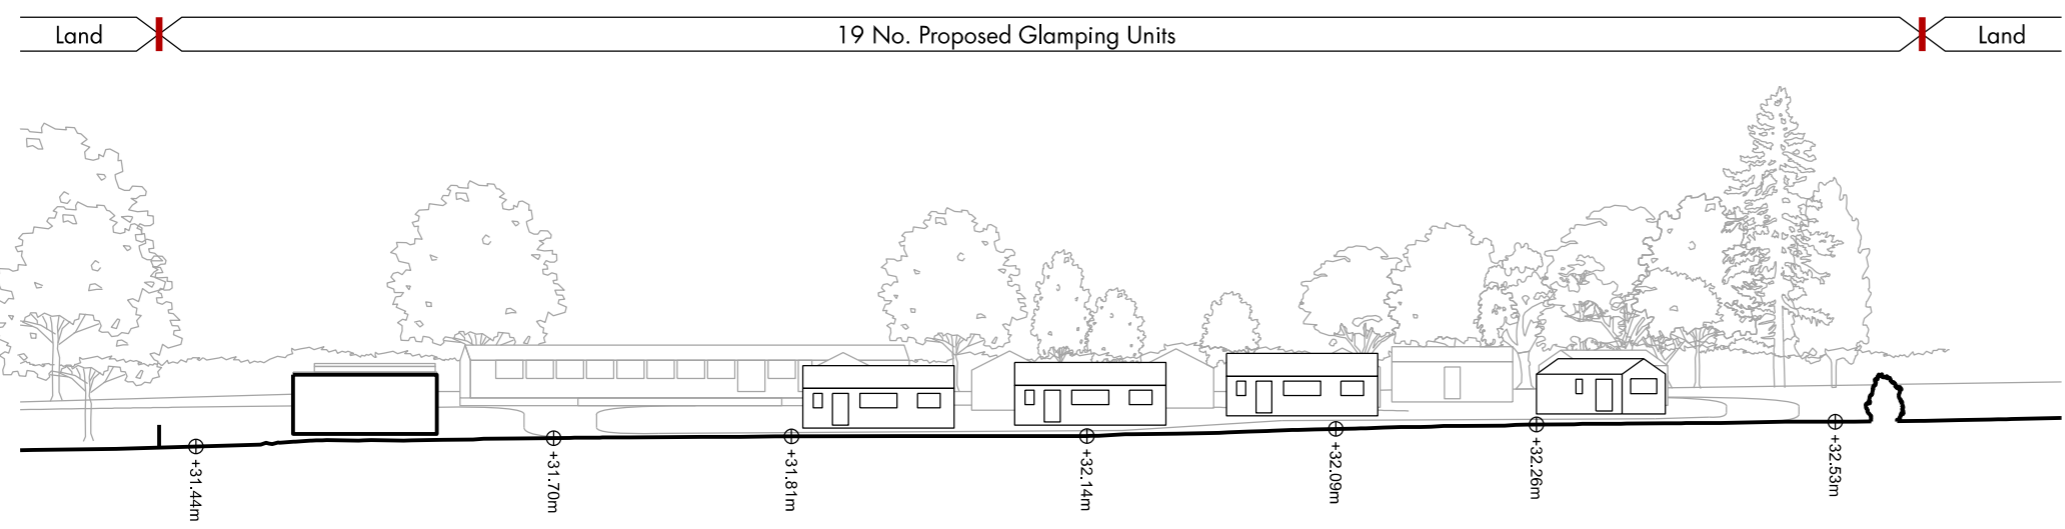 Land
19 No. Proposed Glamping Units
Land
+31.44m
+31.70m
+31.81m
+32.14m
+32.09m
+32.26m
+32.53m